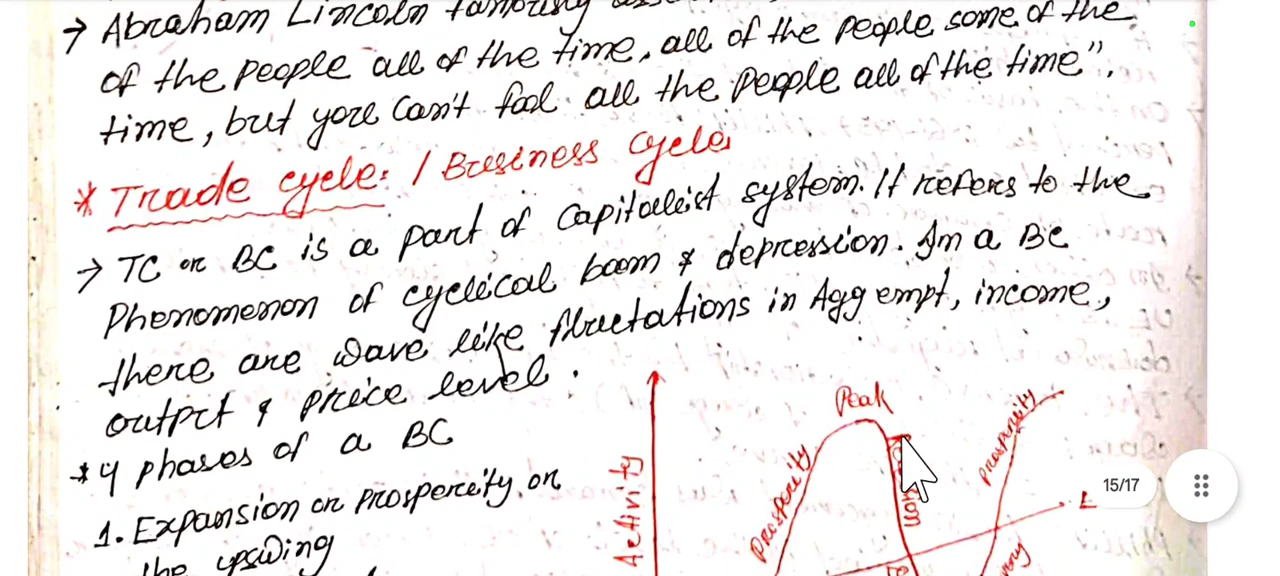 → Abraham Lincoln
of the people all of the time, all of the people some of the
time, but you can't fool all the people all of the time".
* Trade cycle: / Business cycle
→ TC or BC is a part of capitalist system. It refers to the
Phenomenon of cyclical boom & depression. In a BC
there are wave like fluctations in Agg empt, income,
output & price level.
* 4 phases of a BC
1. Expansion or Prosperity or
the upswing
Peak
Prosperity
Prosperity
Activity
L
15/17